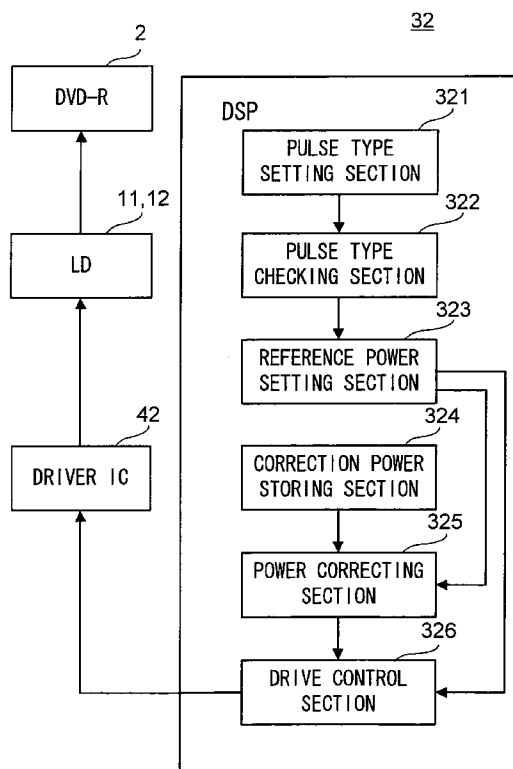 32
2
DVD-R
DSP
321
PULSE TYPE
SETTING SECTION
11,12
322
LD
PULSE TYPE
CHECKING SECTION
323
REFERENCE POWER
SETTING SECTION
42
324
DRIVER IC
CORRECTION POWER
STORING SECTION
325
POWER CORRECTING
SECTION
326
DRIVE CONTROL
SECTION